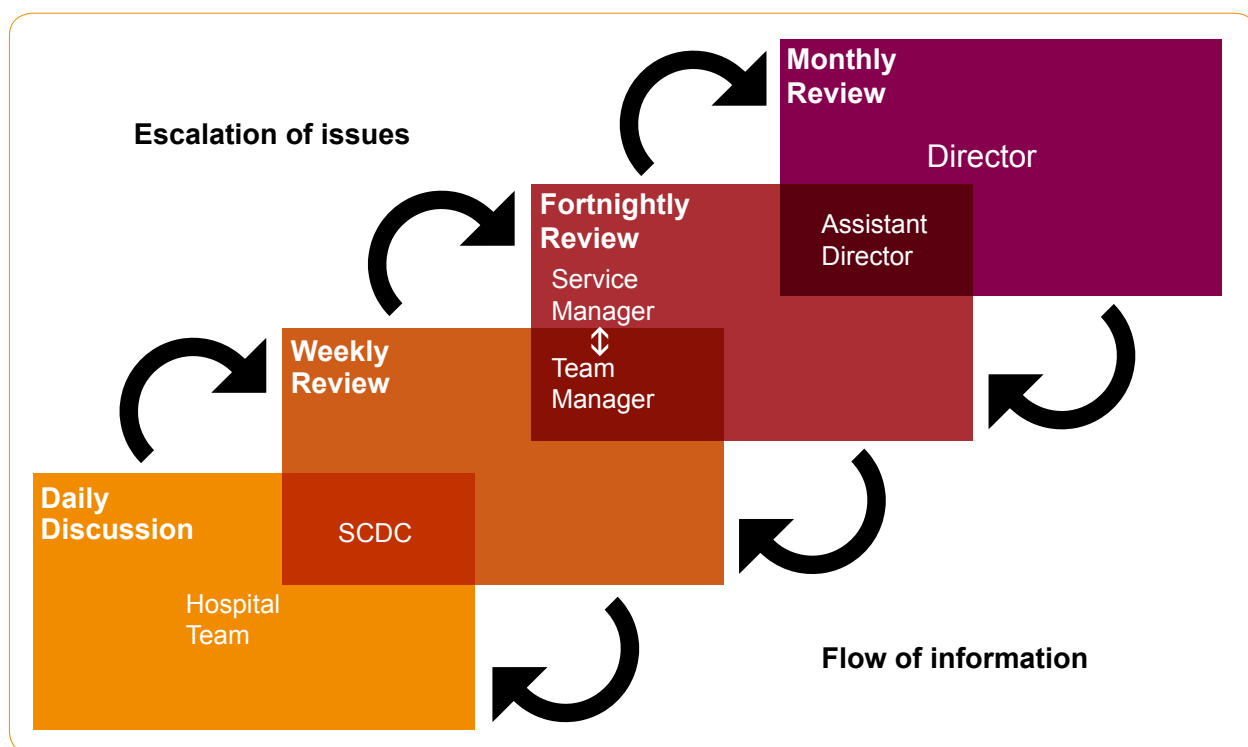 Monthly
Review
Director
Escalation of issues
Fortnightly
Review
Service
Manager
Assistant
Director
Weekly
Review
Team
Manager
Daily
Discussion
SCDC
Hospital
Team
Flow of information